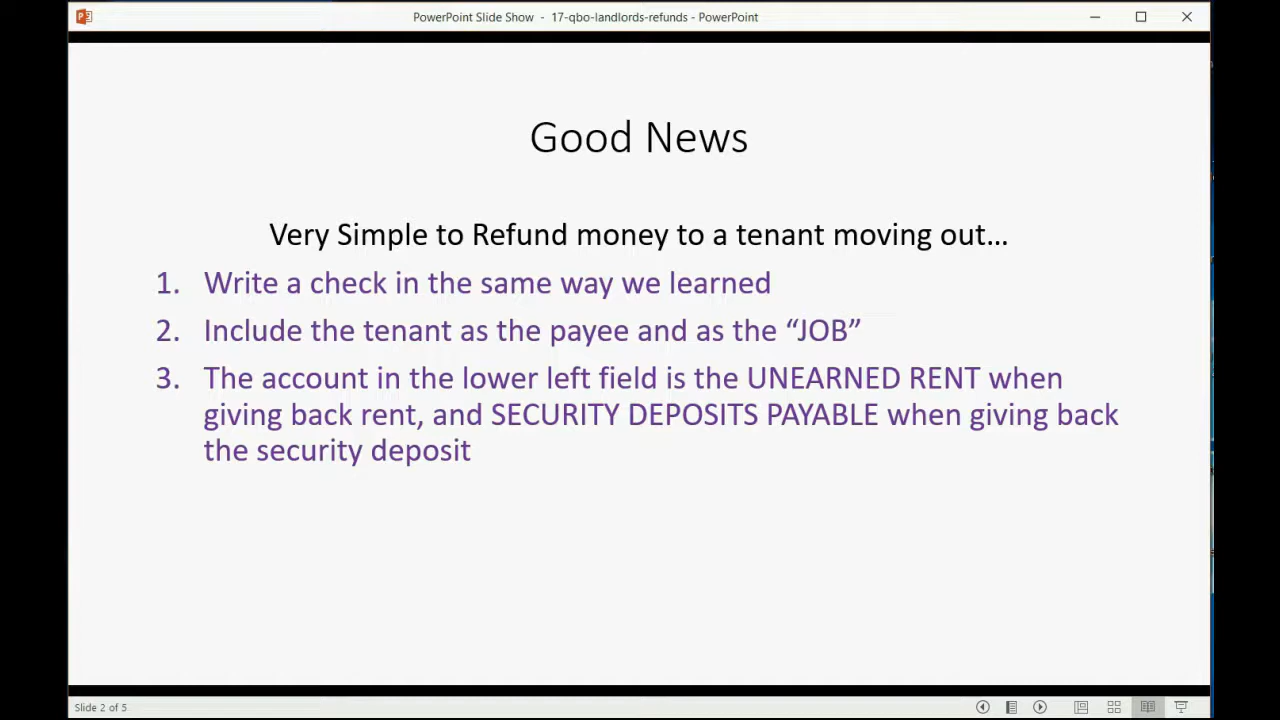 PowerPoint Slide Show - 17-qbo-landlords-refunds - PowerPoint
Good News
Very Simple to Refund money to a tenant moving out...
1. Write a check in the same way we learned
2. Include the tenant as the payee and as the “JOB”
3. The account in the lower left field is the UNEARNED RENT when
giving back rent, and SECURITY DEPOSITS PAYABLE when giving back
the security deposit
Slide 2 of 5